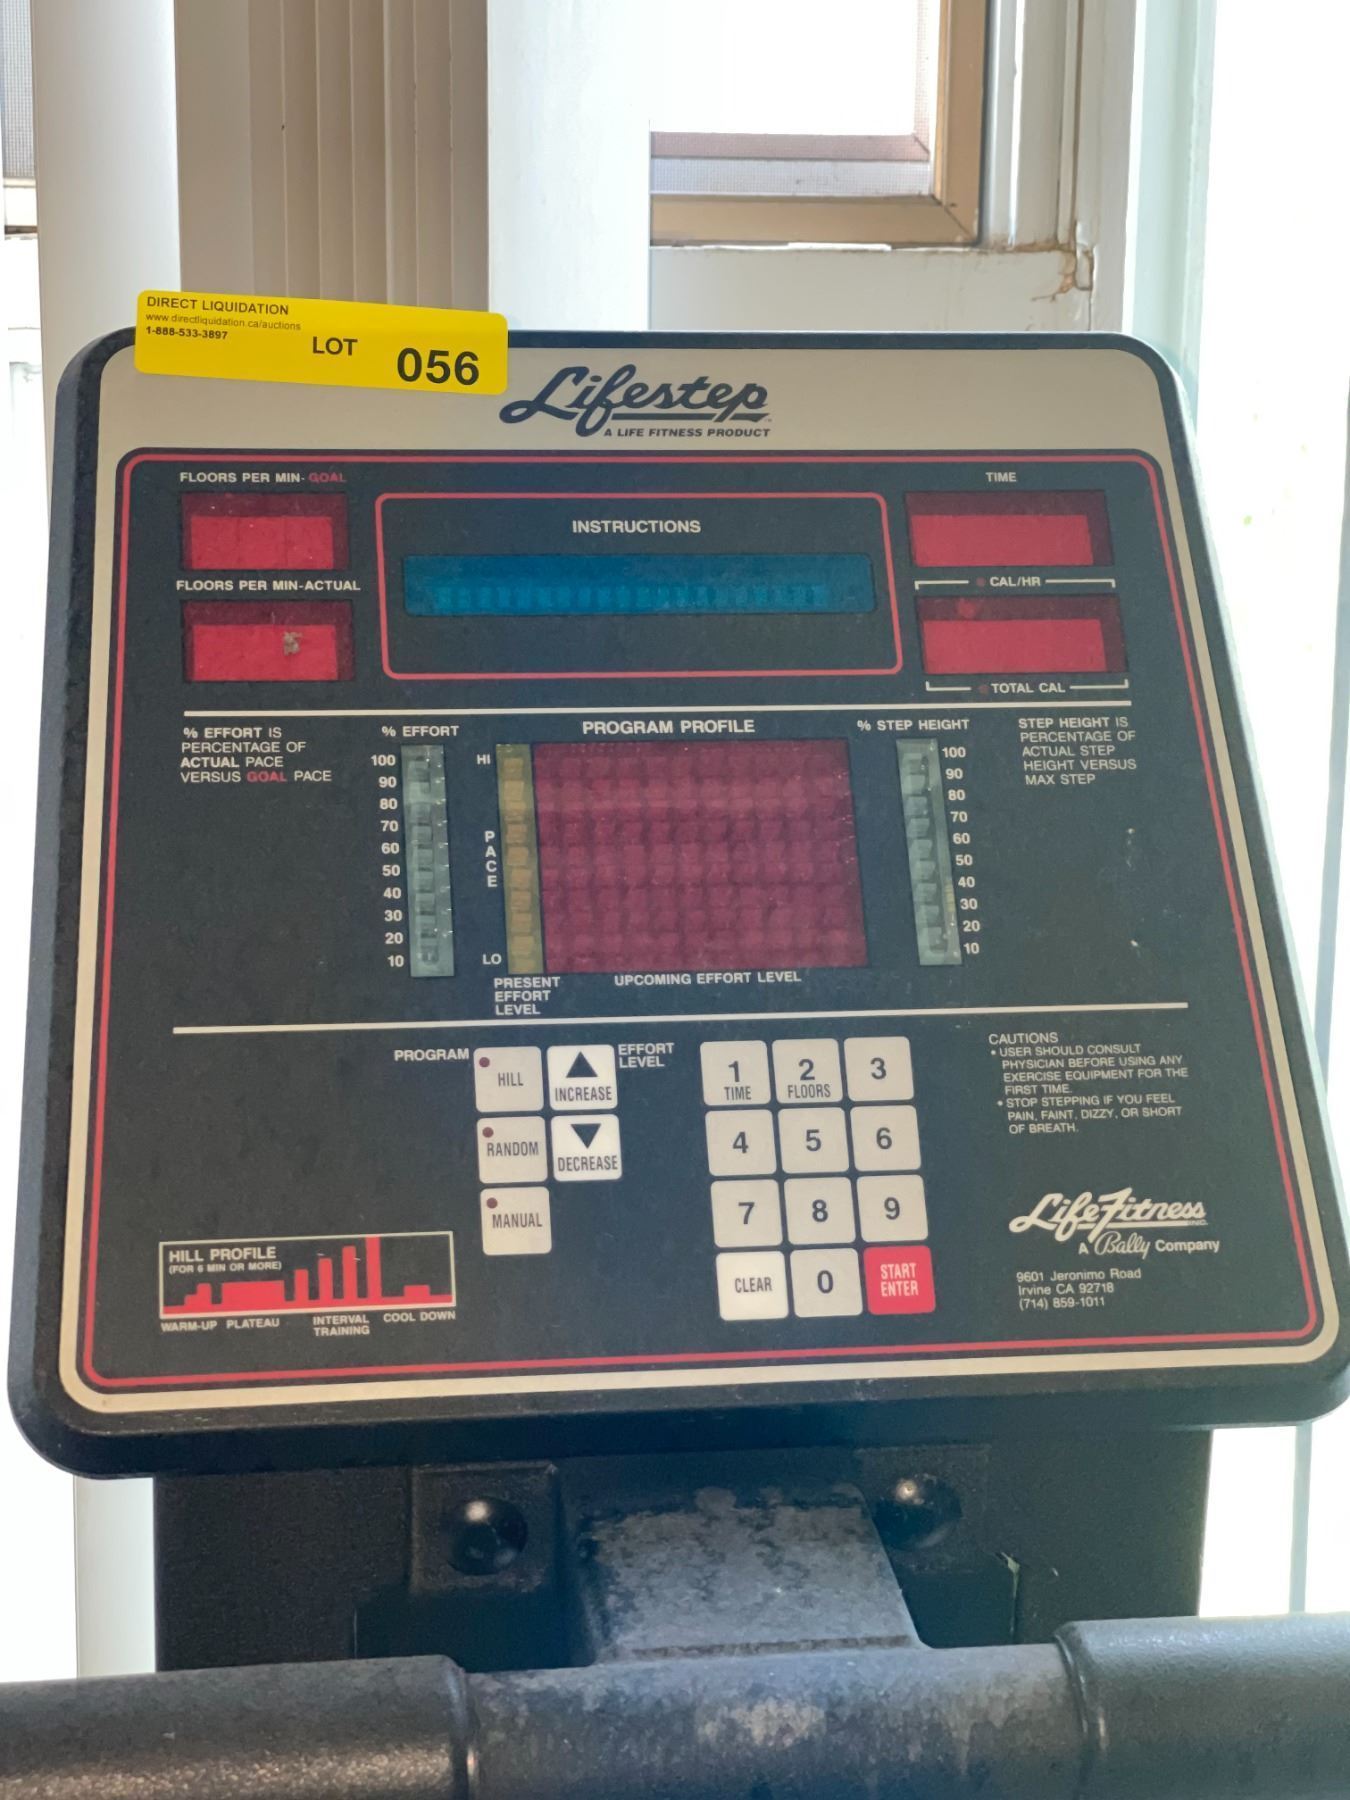 DIRECT LIQUIDATION
www.directliquidation.ca/auctions
1-888-533-3897
LOT 056
Lifestep
A LIFE FITNESS PRODUCT
FLOORS PER MIN-GOAL
INSTRUCTIONS
TIME
FLOORS PER MIN-ACTUAL
CAL/HR
TOTAL CAL
% EFFORT IS
PERCENTAGE OF
ACTUAL PACE
VERSUS GOAL PACE
% EFFORT
100
90
80
70
60
50
40
30
20
10
PROGRAM PROFILE
HI
PACE
LO
PRESENT
EFFORT
LEVEL
UPCOMING EFFORT LEVEL
% STEP HEIGHT
100
90
80
70
60
50
40
30
20
10
STEP HEIGHT IS
PERCENTAGE OF
ACTUAL STEP
HEIGHT VERSUS
MAX STEP
PROGRAM
HILL
RANDOM
MANUAL
EFFORT
LEVEL
INCREASE
DECREASE
1 2 3
TIME FLOORS
4 5 6
7 8 9
CLEAR 0 START
ENTER
CAUTIONS
• USER SHOULD CONSULT
PHYSICIAN BEFORE USING ANY
EXERCISE EQUIPMENT FOR THE
FIRST TIME.
• STOP STEPPING IF YOU FEEL
PAIN, FAINT, DIZZY, OR SHORT
OF BREATH.
HILL PROFILE
(FOR 6 MIN OR MORE)
WARM-UP PLATEAU INTERVAL
TRAINING COOL DOWN
Life Fitness INC.
A Bally Company
9601 Jeronimo Road
Irvine CA 92718
(714) 859-1011